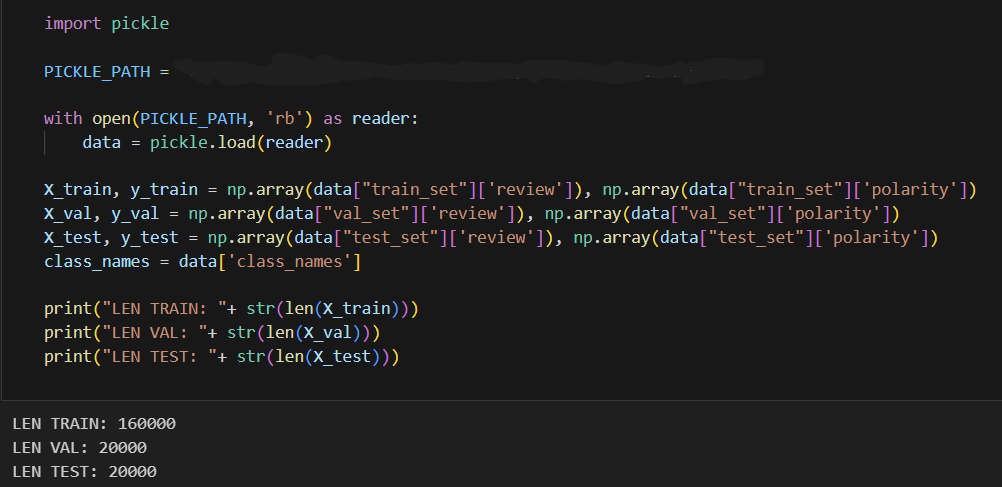 import pickle
PICKLE_PATH =
with open(PICKLE_PATH, 'rb') as reader:
    data = pickle.load(reader)
X_train, y_train = np.array(data["train_set"]['review']), np.array(data["train_set"]['polarity'])
X_val, y_val = np.array(data["val_set"]['review']), np.array(data["val_set"]['polarity'])
X_test, y_test = np.array(data["test_set"]['review']), np.array(data["test_set"]['polarity'])
class_names = data['class_names']
print("LEN TRAIN: "+ str(len(X_train)))
print("LEN VAL: "+ str(len(X_val)))
print("LEN TEST: "+ str(len(X_test)))
LEN TRAIN: 160000
LEN VAL: 20000
LEN TEST: 20000